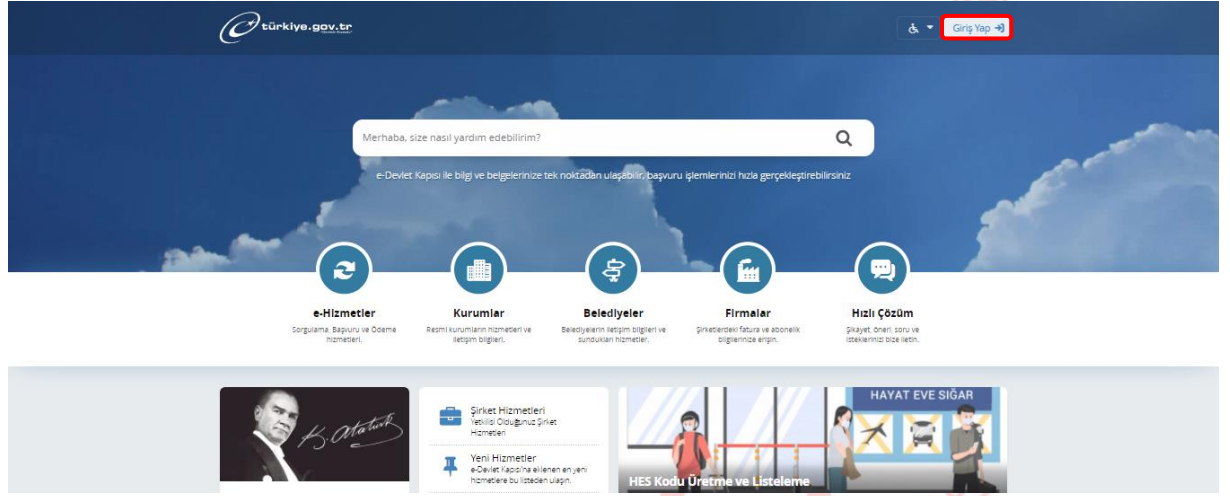 türkiye.gov.tr
Giriş Yap
Merhaba, size nasıl yardım edebilirim?
e-Devlet Kapısı ile bilgi ve belgelerinize tek noktadan ulaşabilir, başvuru işlemlerinizi hızla gerçekleştirebilirsiniz
e-Hizmetler
Sorgulama, Başvuru ve Ödeme
hizmetleri.
Kurumlar
Resmi kurumların hizmetleri ve
iletişim bilgileri.
Belediyeler
Belediyelerin iletişim bilgileri ve
sundukları hizmetler.
Firmalar
Şirketlerdeki fatura ve abonelik
bilgilerinize erişin.
Hızlı Çözüm
Şikayet, öneri, soru ve
isteklerinizi bize iletin.
K. Atatürk
Şirket Hizmetleri
Yetkilisi Olduğunuz Şirket
Hizmetleri
Yeni Hizmetler
e-Devlet Kapısı'na eklenen en yeni
hizmetlere bu listeden ulaşın.
HAYAT EVE SIĞAR
HES Kodu Üretme ve Listeleme